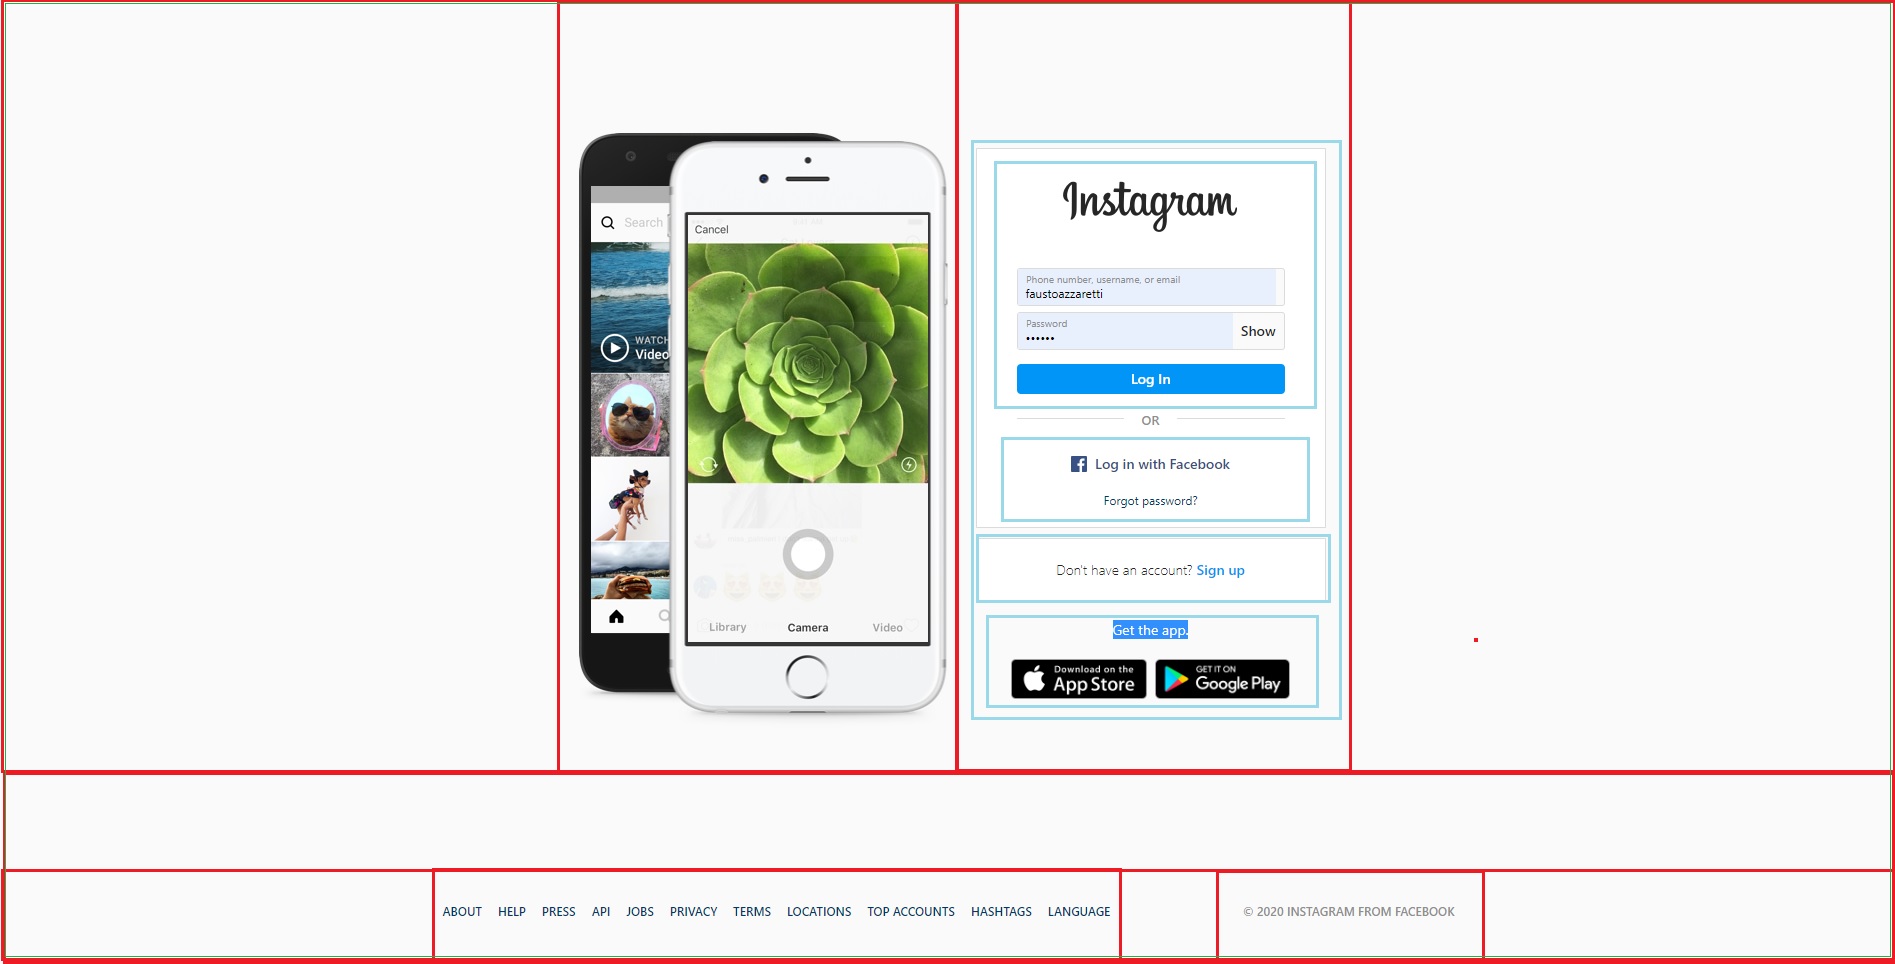 Search
WATCH
Video
Cancel
Library Camera Video
Instagram
Phone number, username, or email
faustoazzaretti
Password
••••••
Show
Log In
OR
Log in with Facebook
Forgot password?
Don't have an account? Sign up
Get the app.
Download on the
App Store
GET IT ON
Google Play
ABOUT HELP PRESS API JOBS PRIVACY TERMS LOCATIONS TOP ACCOUNTS HASHTAGS LANGUAGE
© 2020 INSTAGRAM FROM FACEBOOK